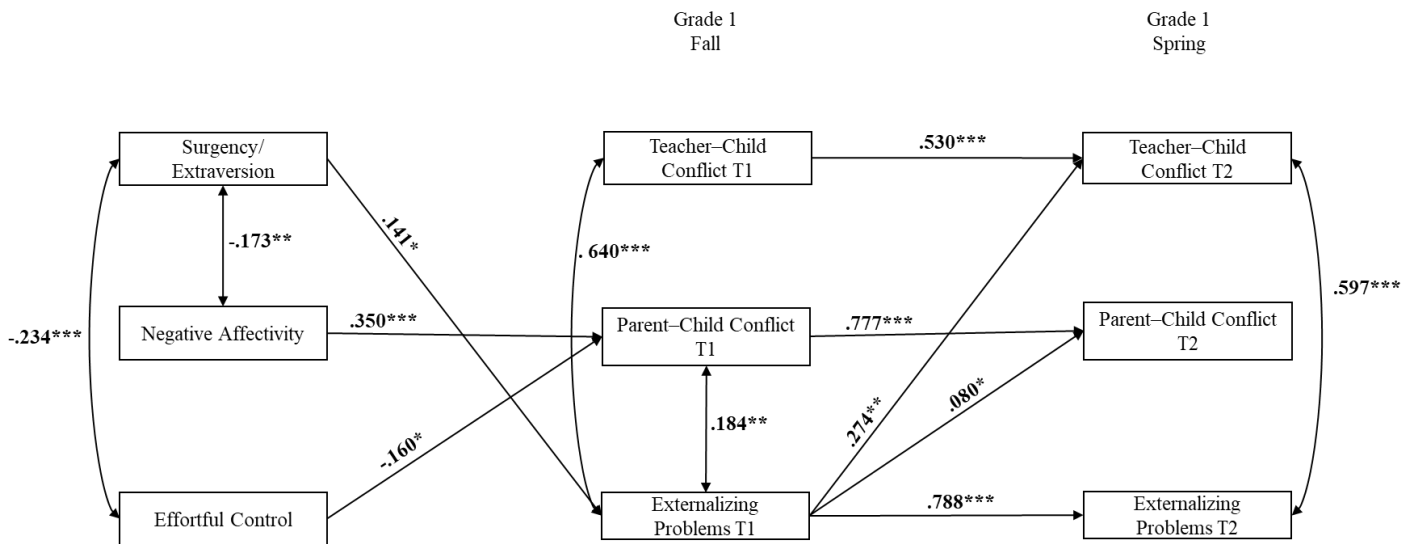 Grade 1
Fall
Grade 1
Spring
Surgency/
Extraversion
Teacher–Child
Conflict T1
.530***
Teacher–Child
Conflict T2
.141*
-.173**
. 640***
.597***
-.234***
Negative Affectivity
.350***
Parent–Child Conflict
T1
.777***
Parent–Child Conflict
T2
-.160*
.184**
.274**
.080*
Effortful Control
Externalizing
Problems T1
.788***
Externalizing
Problems T2